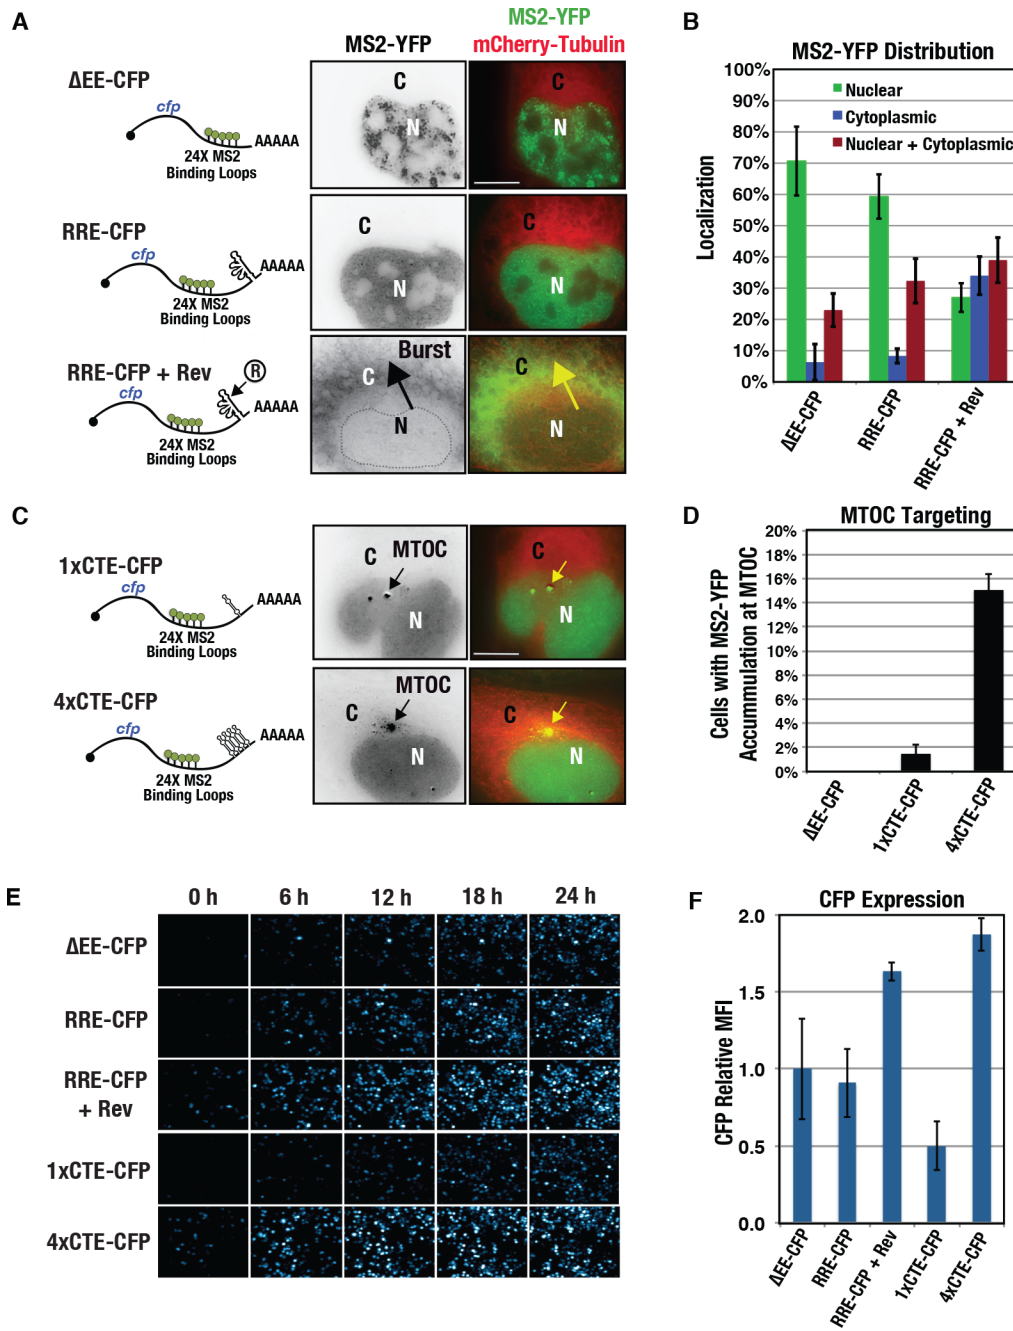 A
MS2-YFP
MS2-YFP
mCherry-Tubulin
ΔEE-CFP
cfp
AAAAA
24X MS2
Binding Loops
C
N
C
N
RRE-CFP
cfp
AAAAA
24X MS2
Binding Loops
C
N
C
N
RRE-CFP + Rev
R
cfp
AAAAA
24X MS2
Binding Loops
Burst
C
N
C
N
B
MS2-YFP Distribution
Localization
100%
90%
80%
70%
60%
50%
40%
30%
20%
10%
0%
Nuclear
Cytoplasmic
Nuclear + Cytoplasmic
ΔEE-CFP
RRE-CFP
RRE-CFP + Rev
C
1xCTE-CFP
cfp
AAAAA
24X MS2
Binding Loops
C
MTOC
N
C
N
4xCTE-CFP
cfp
AAAAA
24X MS2
Binding Loops
MTOC
C
N
C
N
D
MTOC Targeting
Cells with MS2-YFP
Accumulation at MTOC
20%
18%
16%
14%
12%
10%
8%
6%
4%
2%
0%
ΔEE-CFP
1xCTE-CFP
4xCTE-CFP
E
0 h 6 h 12 h 18 h 24 h
ΔEE-CFP
RRE-CFP
RRE-CFP
+ Rev
1xCTE-CFP
4xCTE-CFP
F
CFP Expression
CFP Relative MFI
2.0
1.5
1.0
0.5
0.0
ΔEE-CFP
RRE-CFP
RRE-CFP + Rev
1xCTE-CFP
4xCTE-CFP